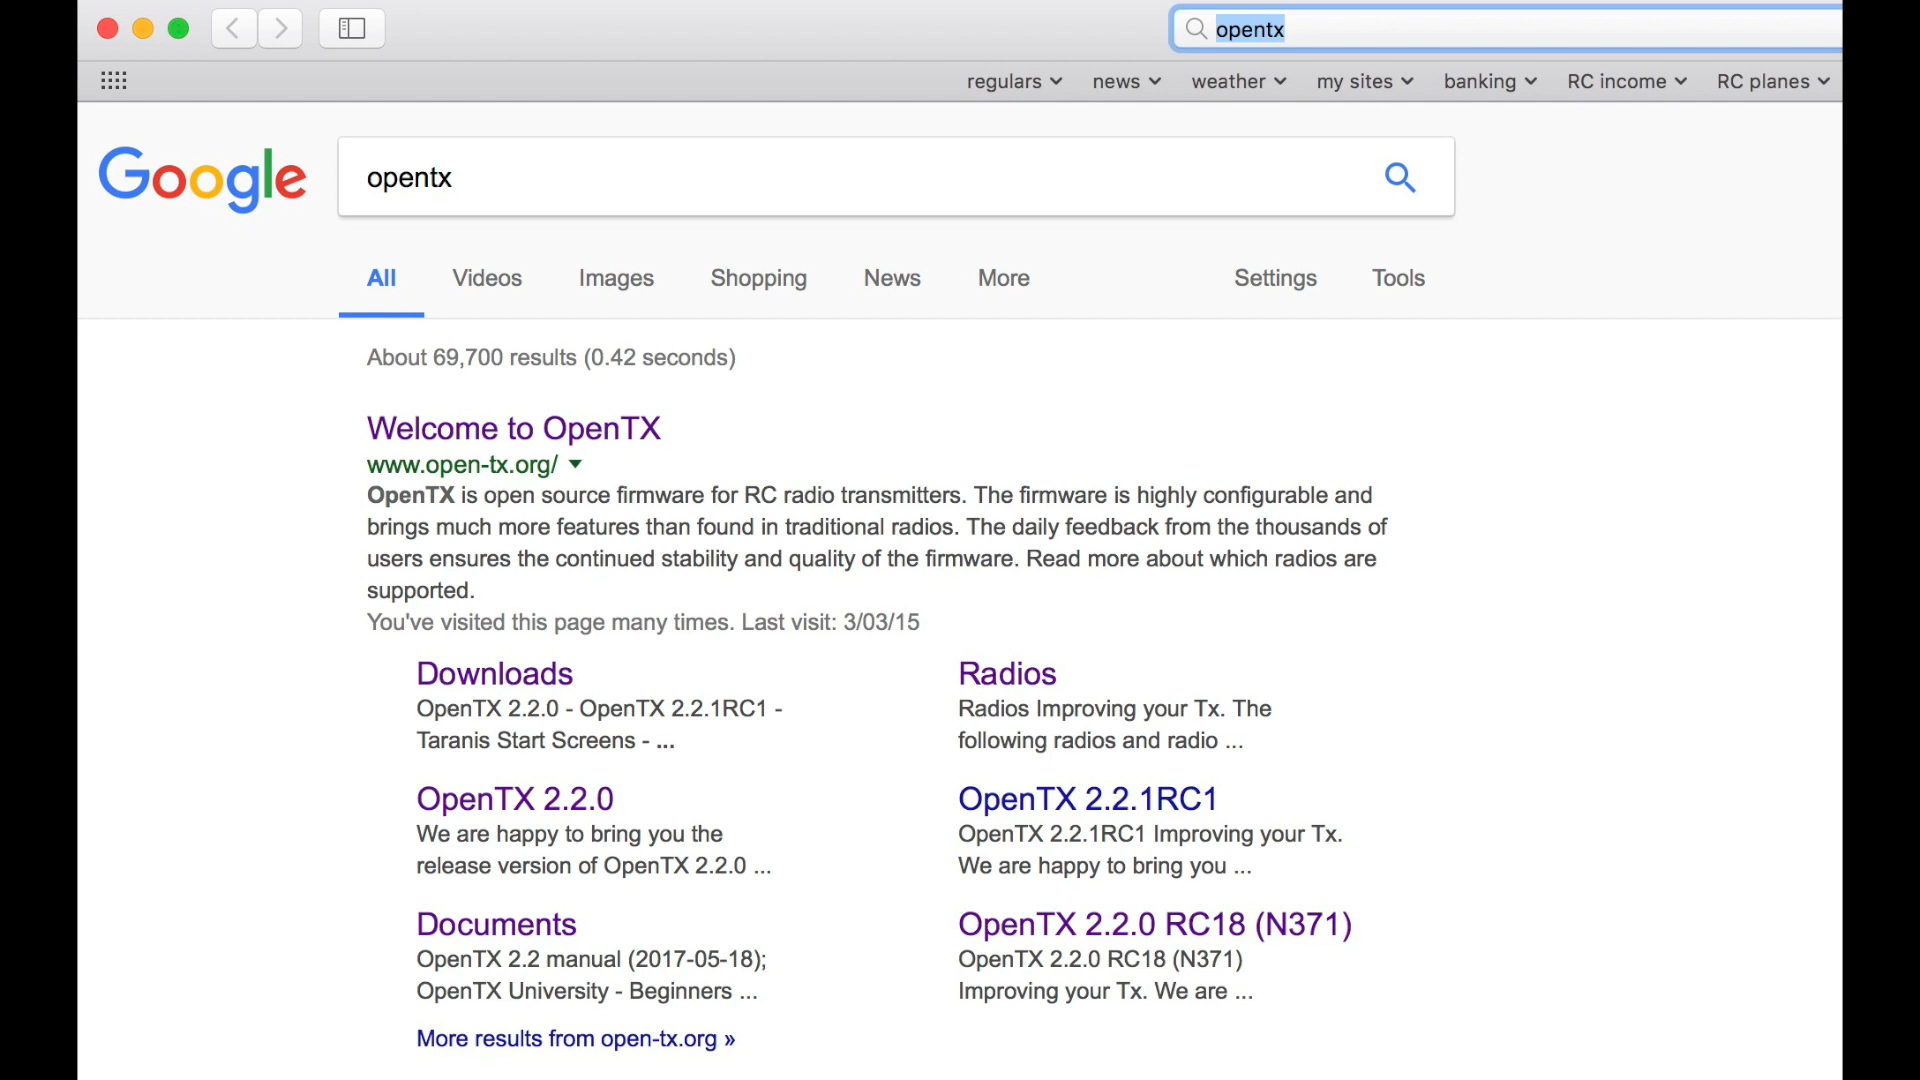 opentx
regulars news weather my sites banking RC income RC planes
Google
opentx
All Videos Images Shopping News More Settings Tools
About 69,700 results (0.42 seconds)
Welcome to OpenTX
www.open-tx.org/
OpenTX is open source firmware for RC radio transmitters. The firmware is highly configurable and
brings much more features than found in traditional radios. The daily feedback from the thousands of
users ensures the continued stability and quality of the firmware. Read more about which radios are
supported.
You've visited this page many times. Last visit: 3/03/15
Downloads
OpenTX 2.2.0 - OpenTX 2.2.1RC1 -
Taranis Start Screens - ...
Radios
Radios Improving your Tx. The
following radios and radio ...
OpenTX 2.2.0
We are happy to bring you the
release version of OpenTX 2.2.0 ...
OpenTX 2.2.1RC1
OpenTX 2.2.1RC1 Improving your Tx.
We are happy to bring you ...
Documents
OpenTX 2.2 manual (2017-05-18);
OpenTX University - Beginners ...
OpenTX 2.2.0 RC18 (N371)
OpenTX 2.2.0 RC18 (N371)
Improving your Tx. We are ...
More results from open-tx.org »